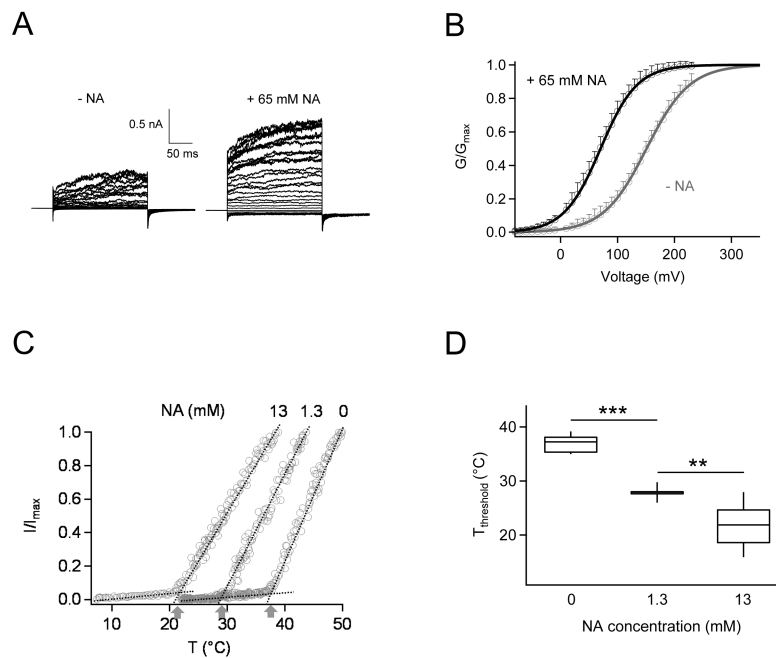 A
- NA
0.5 nA
50 ms
+ 65 mM NA
B
+ 65 mM NA
- NA
G/Gmax
1.0
0.8
0.6
0.4
0.2
0.0
0
100
200
300
Voltage (mV)
C
NA (mM)
13
1.3
0
I/Imax
1.0
0.8
0.6
0.4
0.2
0.0
10
20
30
40
50
T (°C)
D
***
**
Tthreshold (°C)
40
30
20
0
1.3
13
NA concentration (mM)